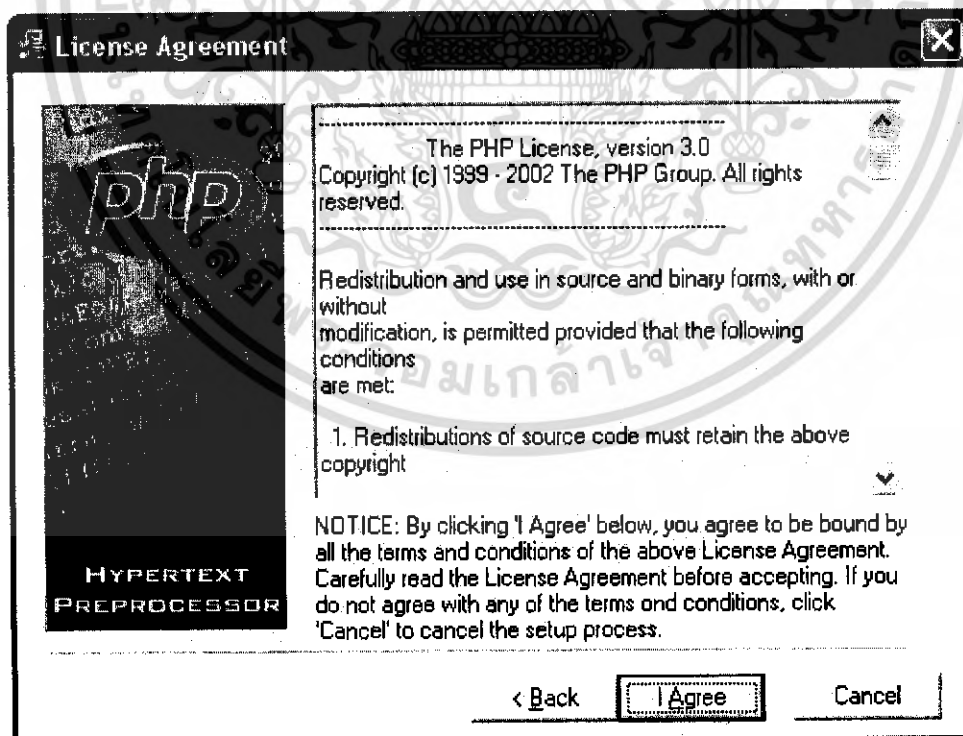 License Agreement
php
HYPERTEXT
PREPROCESSOR
The PHP License, version 3.0
Copyright (c) 1999 - 2002 The PHP Group. All rights
reserved.
Redistribution and use in source and binary forms, with or
without
modification, is permitted provided that the following
conditions
are met:
1. Redistributions of source code must retain the above
copyright
NOTICE: By clicking 'I Agree' below, you agree to be bound by
all the terms and conditions of the above License Agreement.
Carefully read the License Agreement before accepting. If you
do not agree with any of the terms and conditions, click
'Cancel' to cancel the setup process.
< Back
I Agree
Cancel